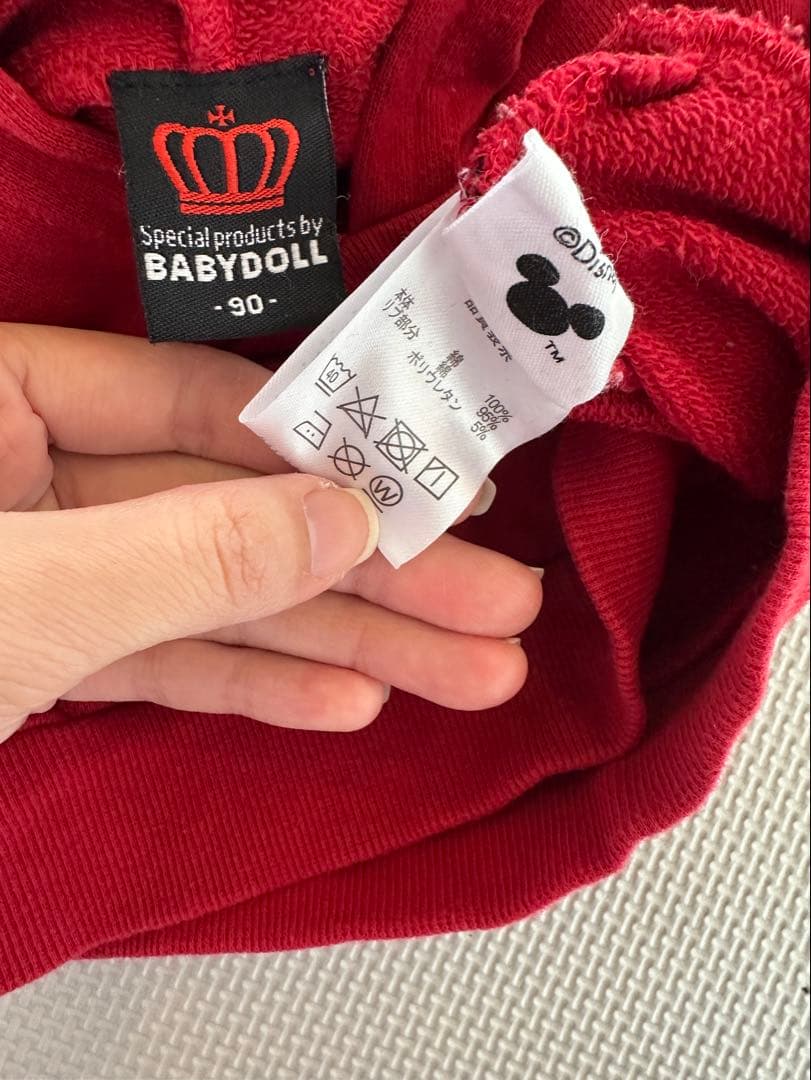 Special products by
BABYDOLL
- 90 -
©Disney
TM
品質表示
本体 綿 100%
リブ部分 綿 95%
ポリウレタン 5%
40
W